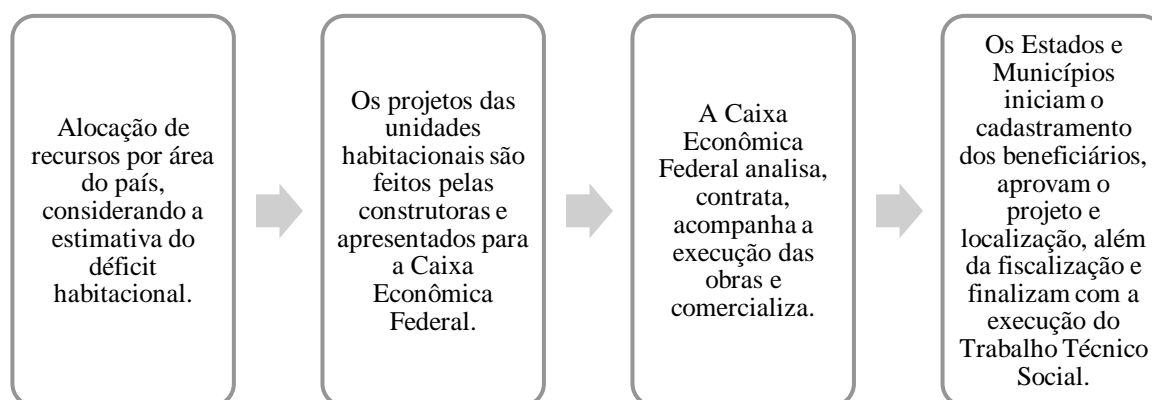 Alocação de
recursos por área
do país,
considerando a
estimativa do
déficit
habitacional.
Os projetos das
unidades
habitacionais são
feitos pelas
construtoras e
apresentados para
a Caixa
Econômica
Federal.
A Caixa
Econômica
Federal analisa,
contrata,
acompanha a
execução das
obras e
comercializa.
Os Estados e
Municípios
iniciam o
cadastramento
dos beneficiários,
aprovam o
projeto e
localização, além
da fiscalização e
finalizam com a
execução do
Trabalho Técnico
Social.